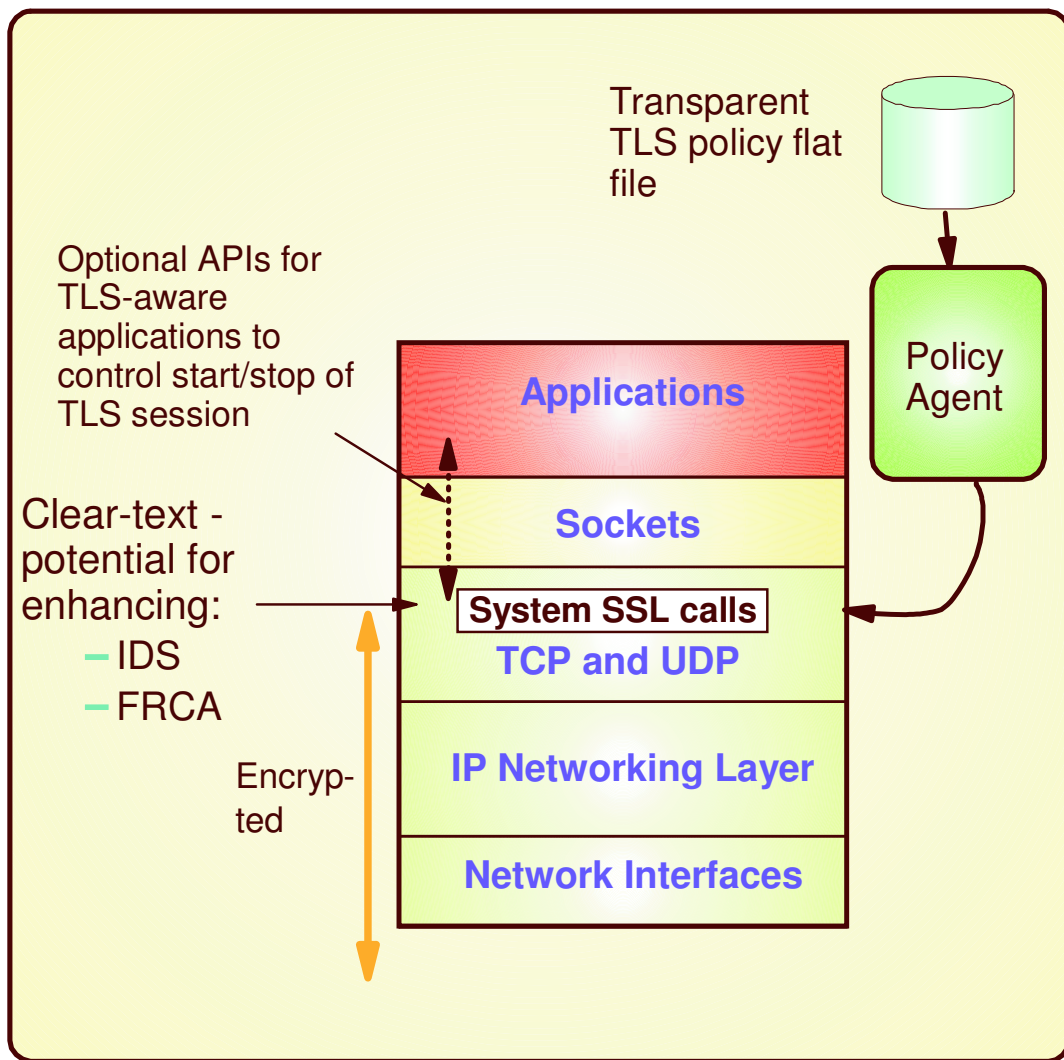 Transparent
TLS policy flat
file
Optional APIs for
TLS-aware
applications to
control start/stop of
TLS session
Policy
Agent
Applications
Sockets
Clear-text -
potential for
enhancing:
– IDS
– FRCA
System SSL calls
TCP and UDP
IP Networking Layer
Encryp-
ted
Network Interfaces